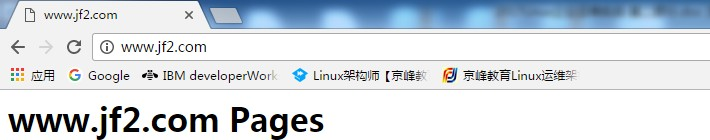 www.jf2.com
www.jf2.com
应用 Google IBM developerWork Linux架构师【京峰教 京峰教育Linux运维架
www.jf2.com Pages